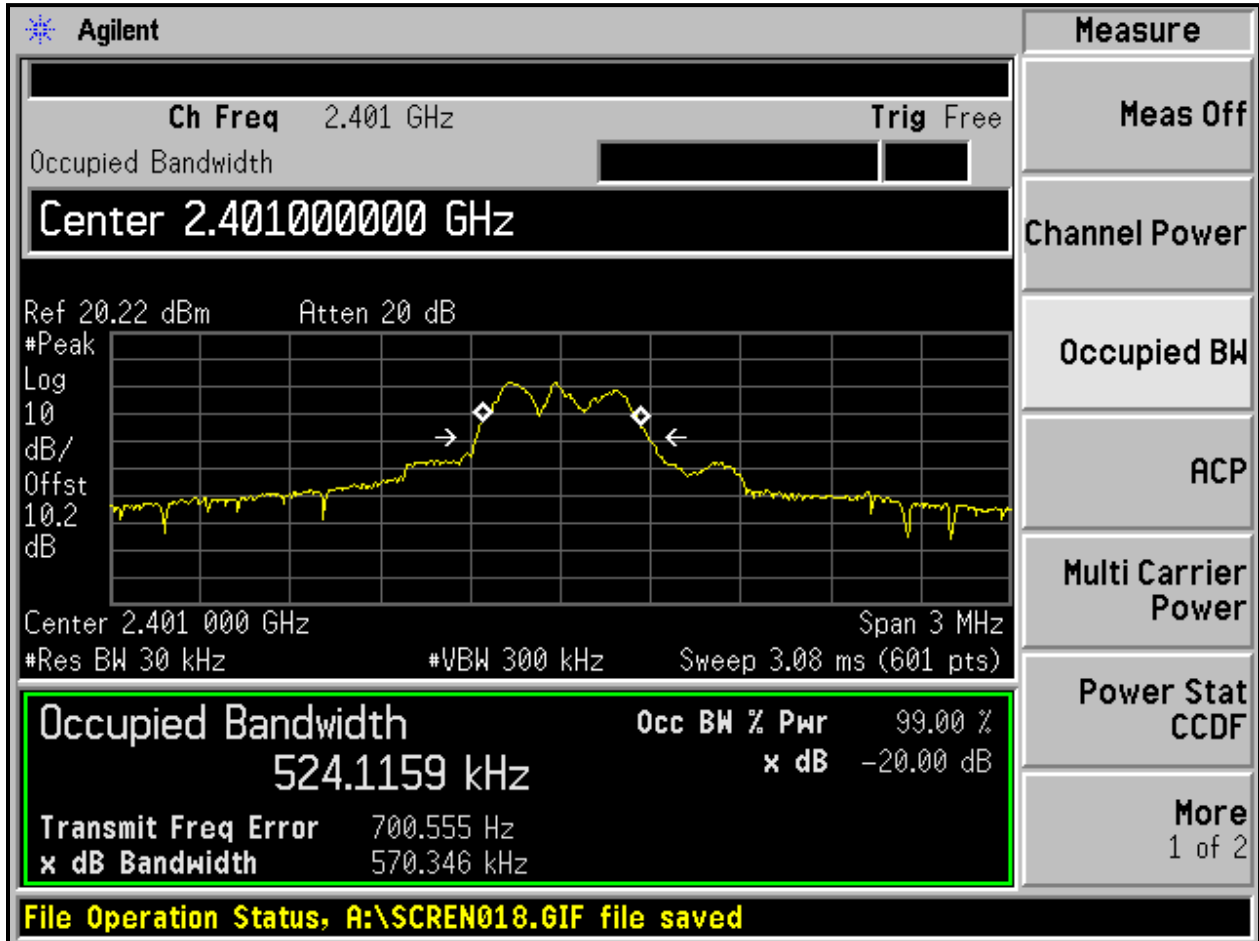 Agilent
Measure
Ch Freq 2.401 GHz Trig Free
Occupied Bandwidth
Center 2.401000000 GHz
Ref 20.22 dBm Atten 20 dB
#Peak
Log
10
dB/
Offst
10.2
dB
Center 2.401 000 GHz Span 3 MHz
#Res BW 30 kHz #VBW 300 kHz Sweep 3.08 ms (601 pts)
Occupied Bandwidth
524.1159 kHz
Occ BW % Pwr 99.00 %
x dB -20.00 dB
Transmit Freq Error 700.555 Hz
x dB Bandwidth 570.346 kHz
Meas Off
Channel Power
Occupied BW
ACP
Multi Carrier
Power
Power Stat
CCDF
More
1 of 2
File Operation Status, A:\SCREN018.GIF file saved